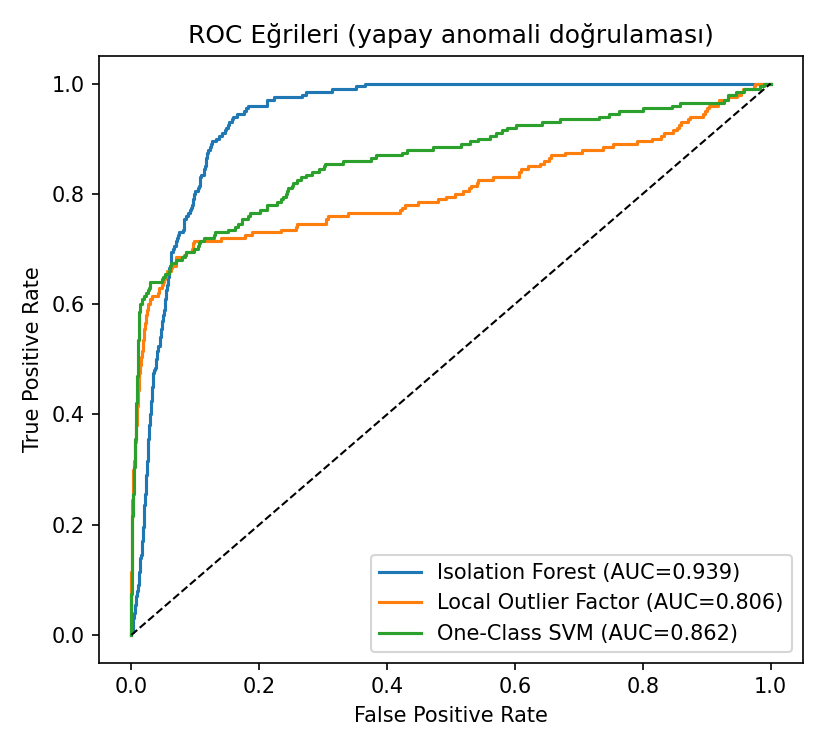 ROC Eğrileri (yapay anomali doğrulaması)
True Positive Rate
1.0
0.8
0.6
0.4
0.2
0.0
Isolation Forest (AUC=0.939)
Local Outlier Factor (AUC=0.806)
One-Class SVM (AUC=0.862)
0.0 0.2 0.4 0.6 0.8 1.0
False Positive Rate